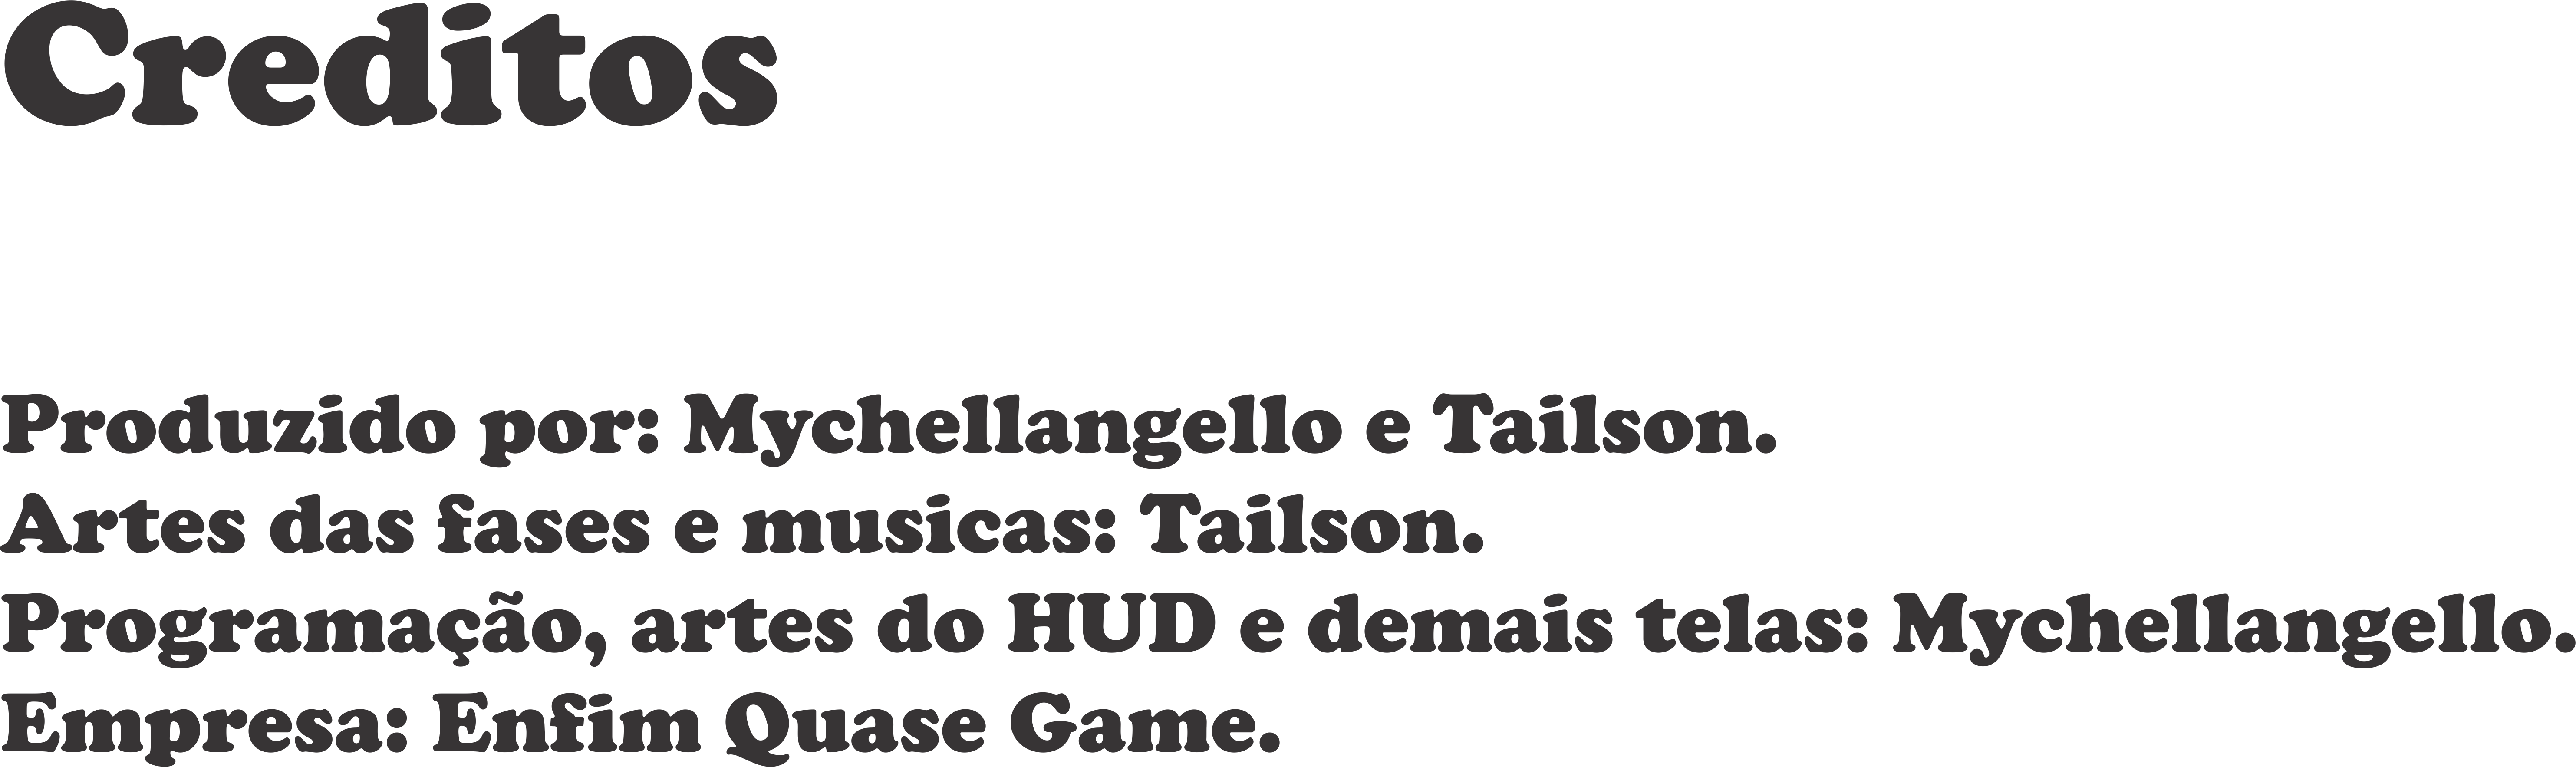 Creditos
Produzido por: Mychellangello e Tailson.
Artes das fases e musicas: Tailson.
Programação, artes do HUD e demais telas: Mychellangello.
Empresa: Enfim Quase Game.